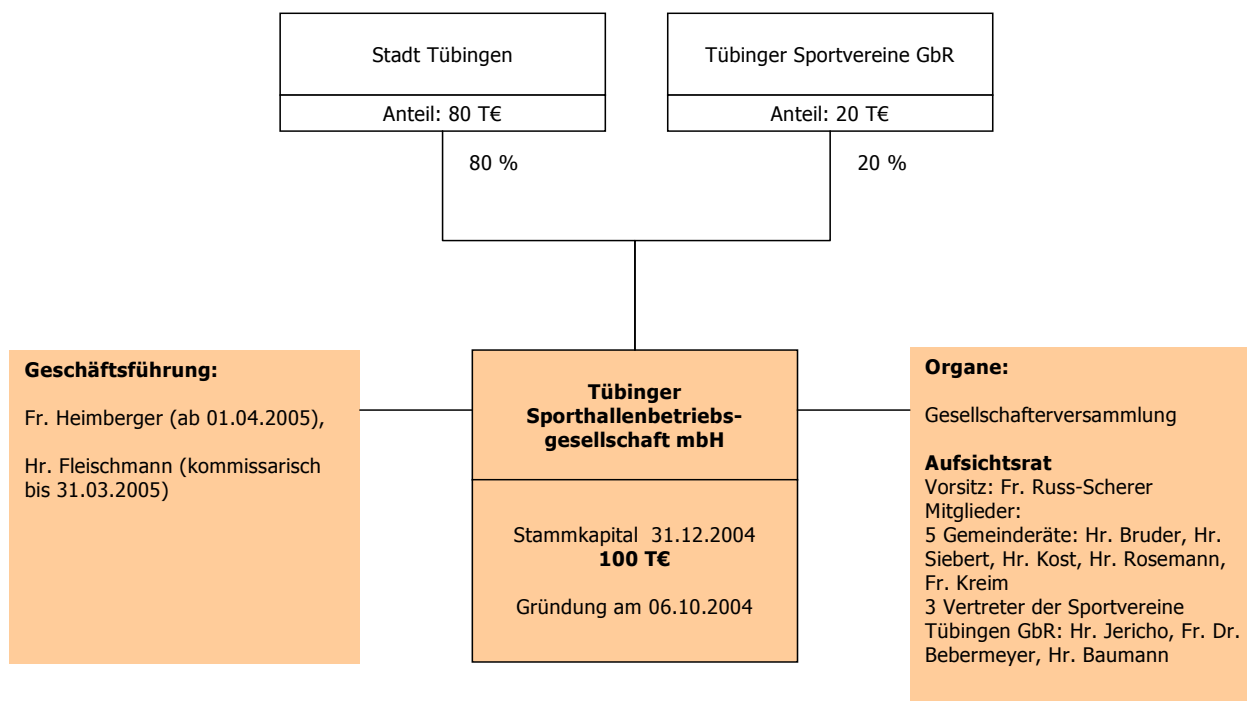 Stadt Tübingen
Anteil: 80 T€
80 %
Tübinger Sportvereine GbR
Anteil: 20 T€
20 %
Geschäftsführung:
Fr. Heimberger (ab 01.04.2005),
Hr. Fleischmann (kommissarisch
bis 31.03.2005)
Tübinger
Sporthallenbetriebs-
gesellschaft mbH
Stammkapital 31.12.2004
100 T€
Gründung am 06.10.2004
Organe:
Gesellschafterversammlung
Aufsichtsrat
Vorsitz: Fr. Russ-Scherer
Mitglieder:
5 Gemeinderäte: Hr. Bruder, Hr.
Siebert, Hr. Kost, Hr. Rosemann,
Fr. Kreim
3 Vertreter der Sportvereine
Tübingen GbR: Hr. Jericho, Fr. Dr.
Bebermeyer, Hr. Baumann